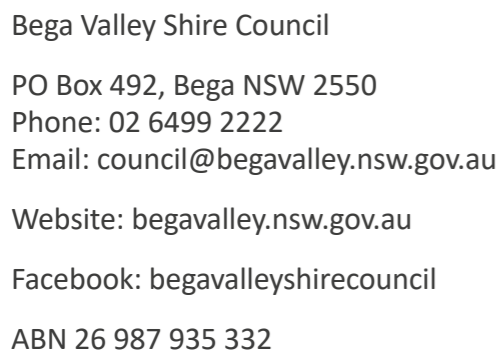 Bega Valley Shire Council
PO Box 492, Bega NSW 2550
Phone: 02 6499 2222
Email: council@begavalley.nsw.gov.au
Website: begavalley.nsw.gov.au
Facebook: begavalleyshirecouncil
ABN 26 987 935 332